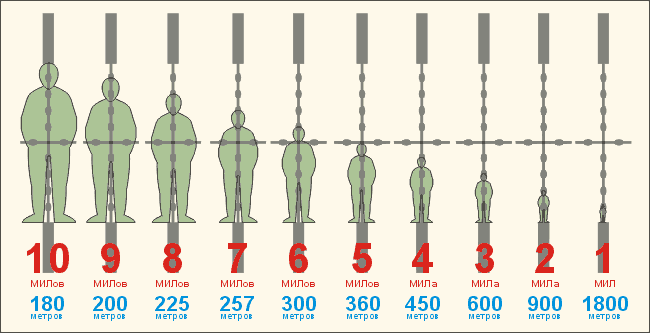 10 9 8 7 6 5 4 3 2 1
МИЛов МИЛов МИЛов МИЛов МИЛов МИЛов МИЛа МИЛа МИЛа МИЛ
180 200 225 257 300 360 450 600 900 1800
метров метров метров метров метров метров метров метров метров метров